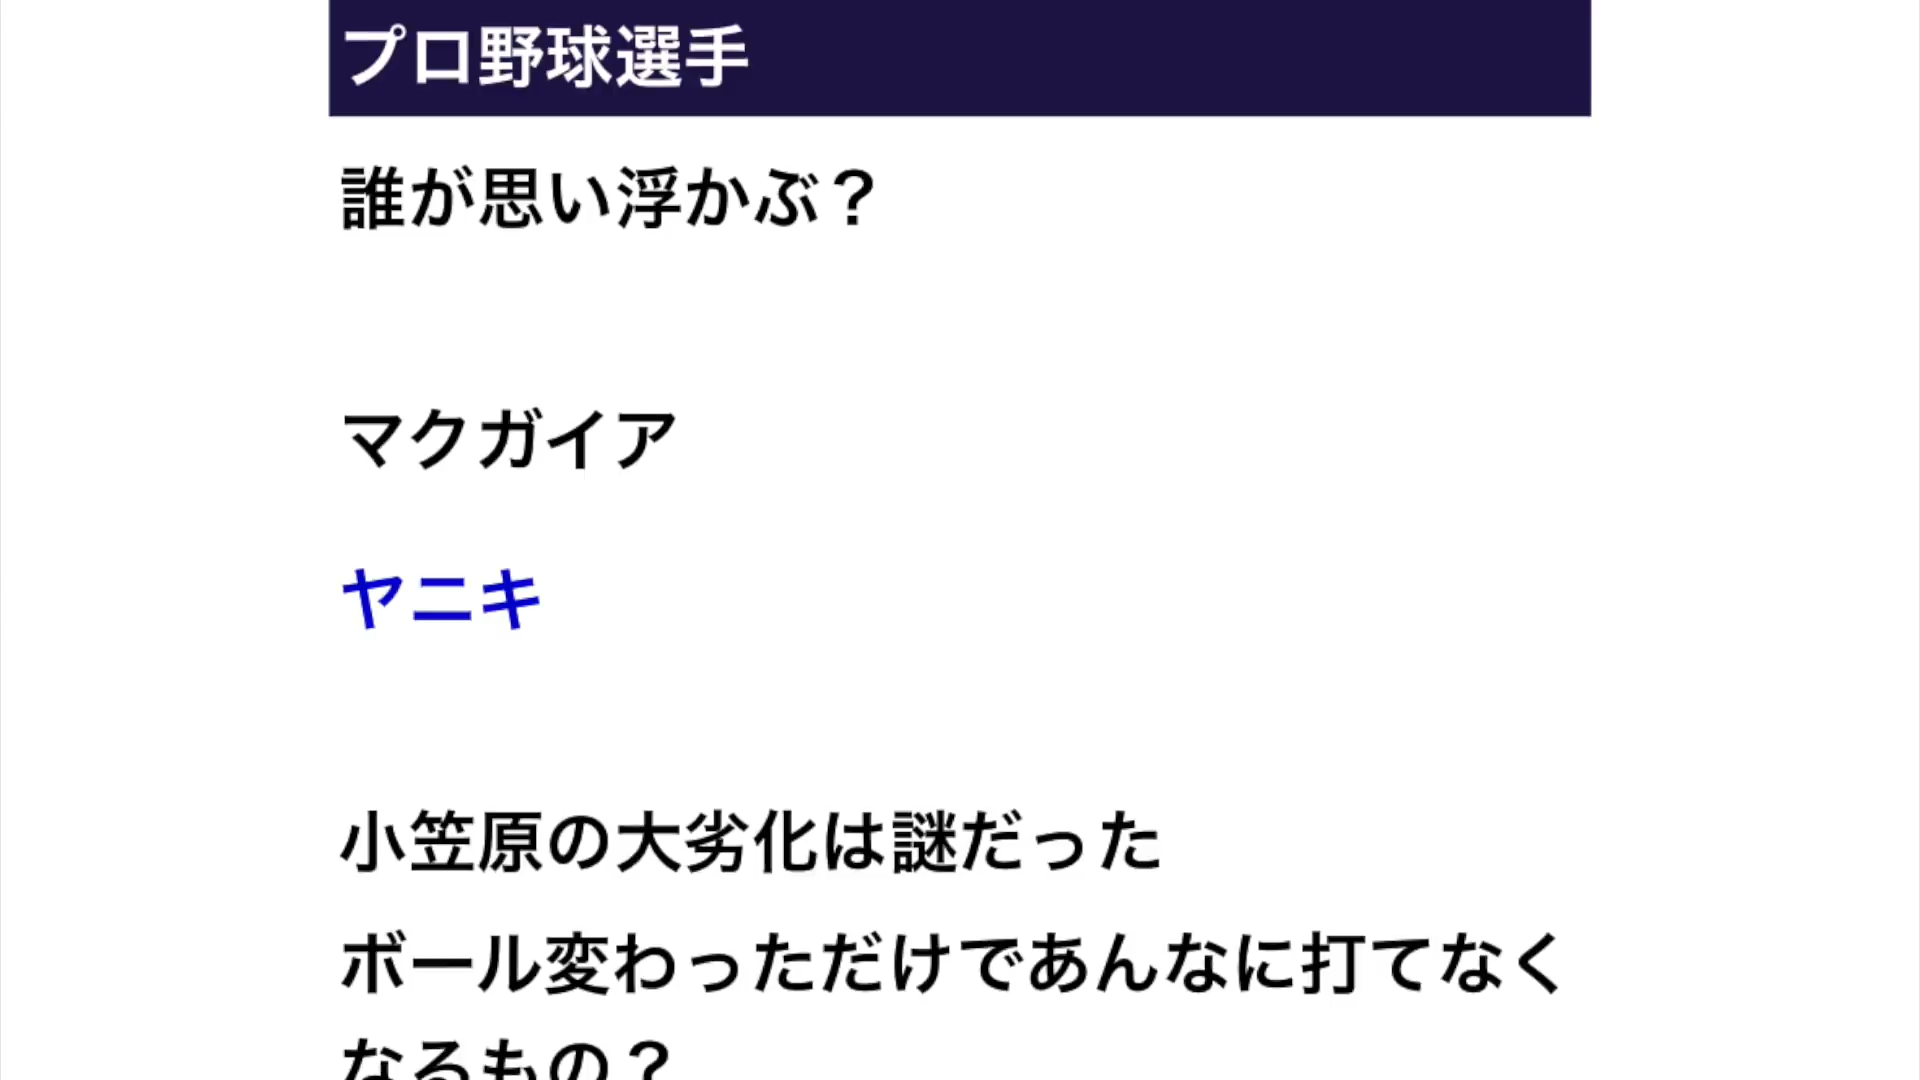 プロ野球選手
誰が思い浮かぶ？
マクガイア
ヤニキ
小笠原の大劣化は謎だった
ボール変わっただけであんなに打てなく
なるもの？